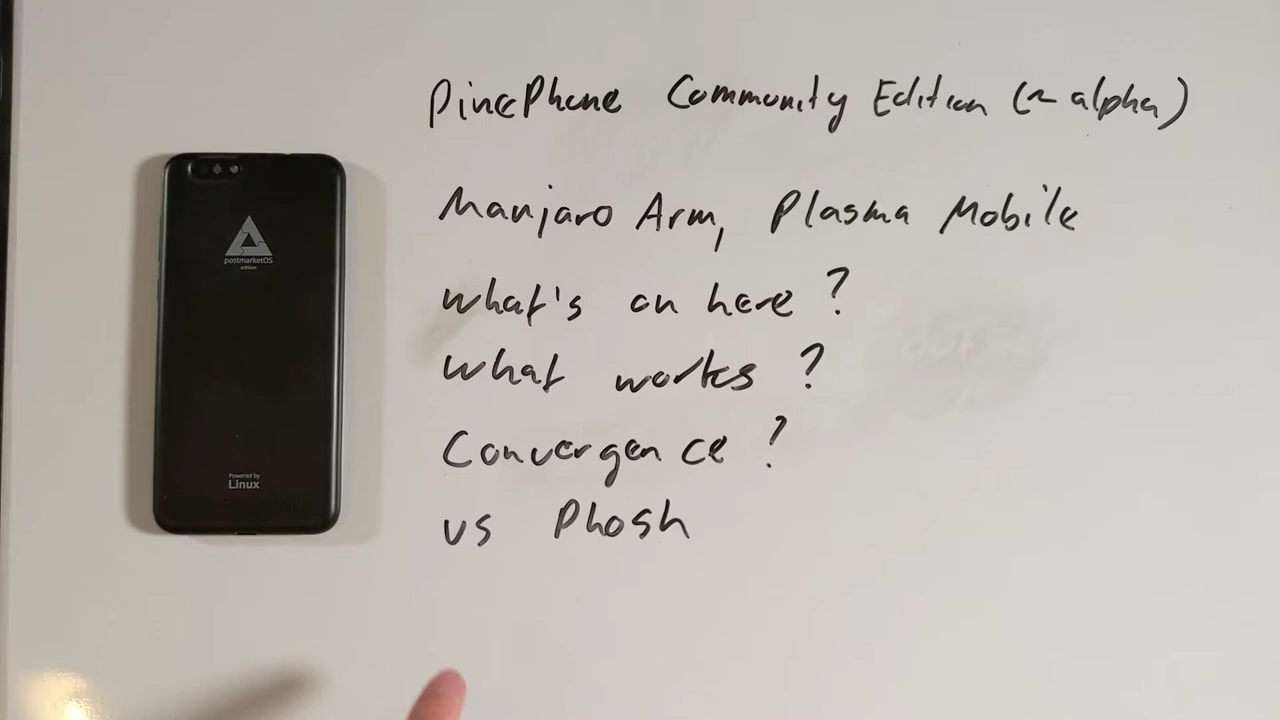 PinePhone Community Edition (~ alpha)
Manjaro Arm, Plasma Mobile
What's on here ?
What works ?
Convergence ?
vs Phosh
postmarketOS
edition
Powered by
Linux